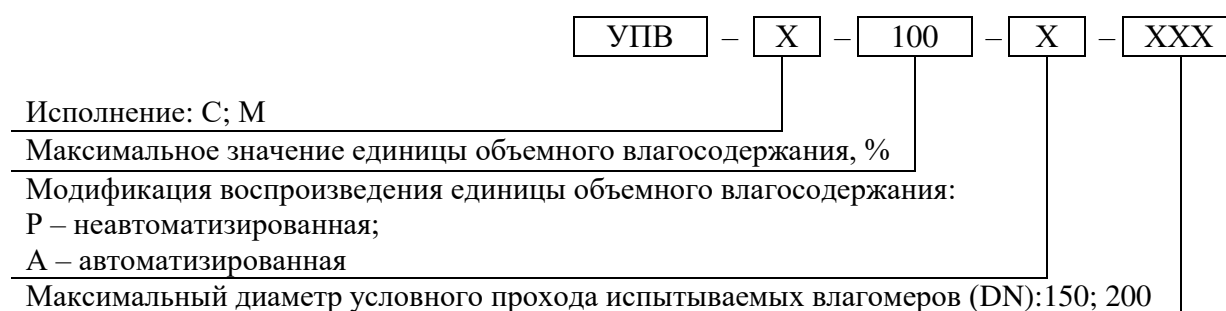 УПВ – Х – 100 – Х – ХХХ
Исполнение: С; М
Максимальное значение единицы объемного влагосодержания, %
Модификация воспроизведения единицы объемного влагосодержания:
Р – неавтоматизированная;
А – автоматизированная
Максимальный диаметр условного прохода испытываемых влагомеров (DN):150; 200